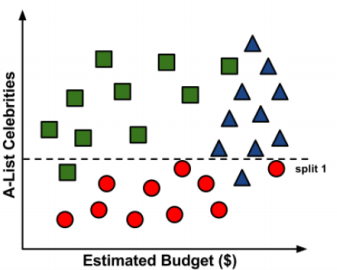 A-List Celebrities
split 1
Estimated Budget ($)